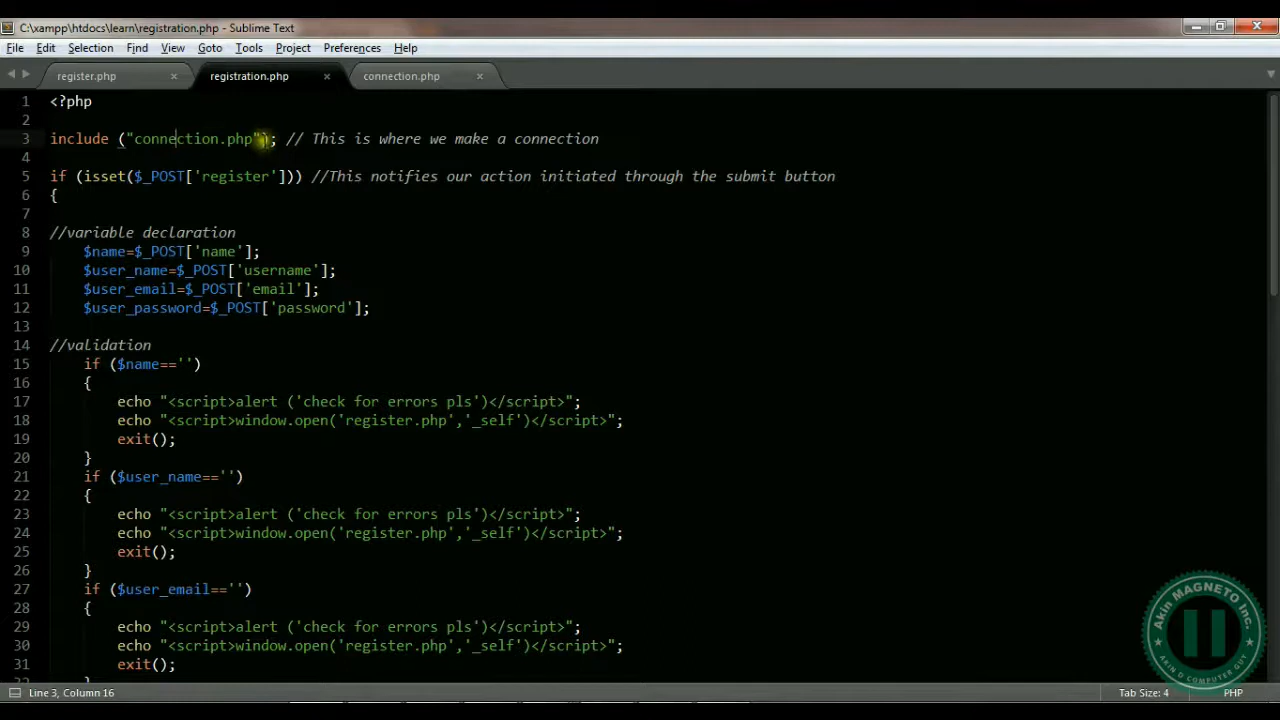 C:\xampp\htdocs\learn\registration.php - Sublime Text
File Edit Selection Find View Goto Tools Project Preferences Help
register.php × registration.php × connection.php ×
1 <?php
2
3 include ("connection.php"); // This is where we make a connection
4
5 if (isset($_POST['register'])) //This notifies our action initiated through the submit button
6 {
7
8 //variable declaration
9 $name=$_POST['name'];
10 $user_name=$_POST['username'];
11 $user_email=$_POST['email'];
12 $user_password=$_POST['password'];
13
14 //validation
15 if ($name=='')
16 {
17 echo "<script>alert ('check for errors pls')</script>";
18 echo "<script>window.open('register.php','_self')</script>";
19 exit();
20 }
21 if ($user_name=='')
22 {
23 echo "<script>alert ('check for errors pls')</script>";
24 echo "<script>window.open('register.php','_self')</script>";
25 exit();
26 }
27 if ($user_email=='')
28 {
29 echo "<script>alert ('check for errors pls')</script>";
30 echo "<script>window.open('register.php','_self')</script>";
31 exit();
32 }
Akin MAGNETO Inc.
AKIN D COMPUTER GUY
Line 3, Column 16
Tab Size: 4 PHP